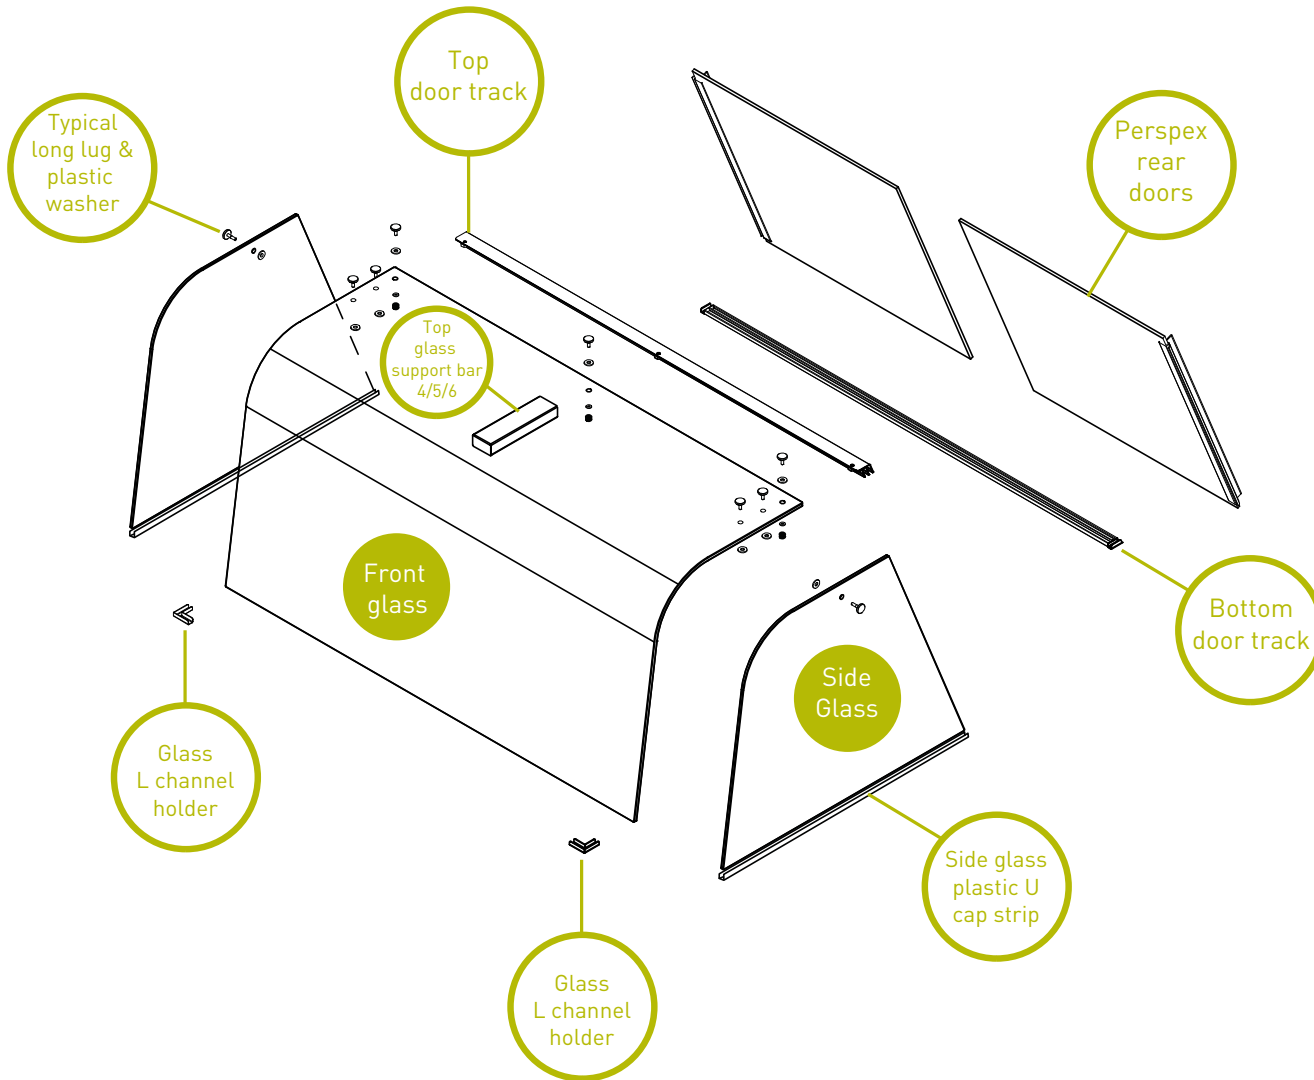 Top
door track
Typical
long lug &
plastic
washer
Perspex
rear
doors
Top
glass
support bar
4/5/6
Front
glass
Side
Glass
Bottom
door track
Glass
L channel
holder
Side glass
plastic U
cap strip
Glass
L channel
holder